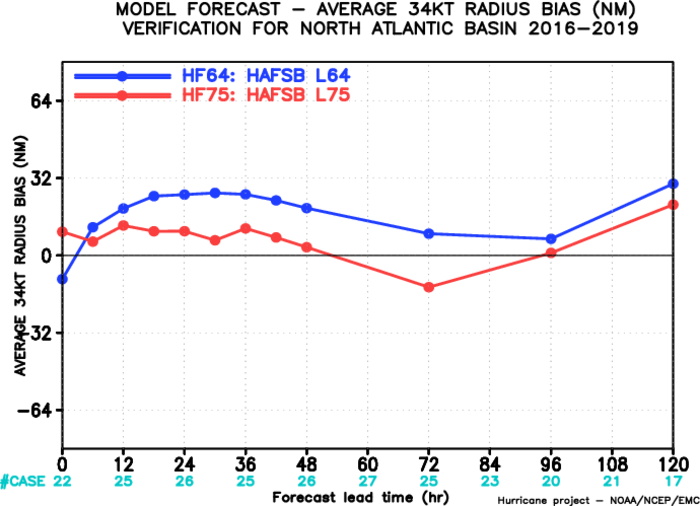 MODEL FORECAST – AVERAGE 34KT RADIUS BIAS (NM)
VERIFICATION FOR NORTH ATLANTIC BASIN 2016–2019
HF64: HAFSB L64
HF75: HAFSB L75
AVERAGE 34KT RADIUS BIAS (NM)
64
32
0
–32
–64
0 12 24 36 48 60 72 84 96 108 120
#CASE 22 25 26 25 26 27 25 23 20 21 17
Forecast lead time (hr)
Hurricane project – NOAA/NCEP/EMC